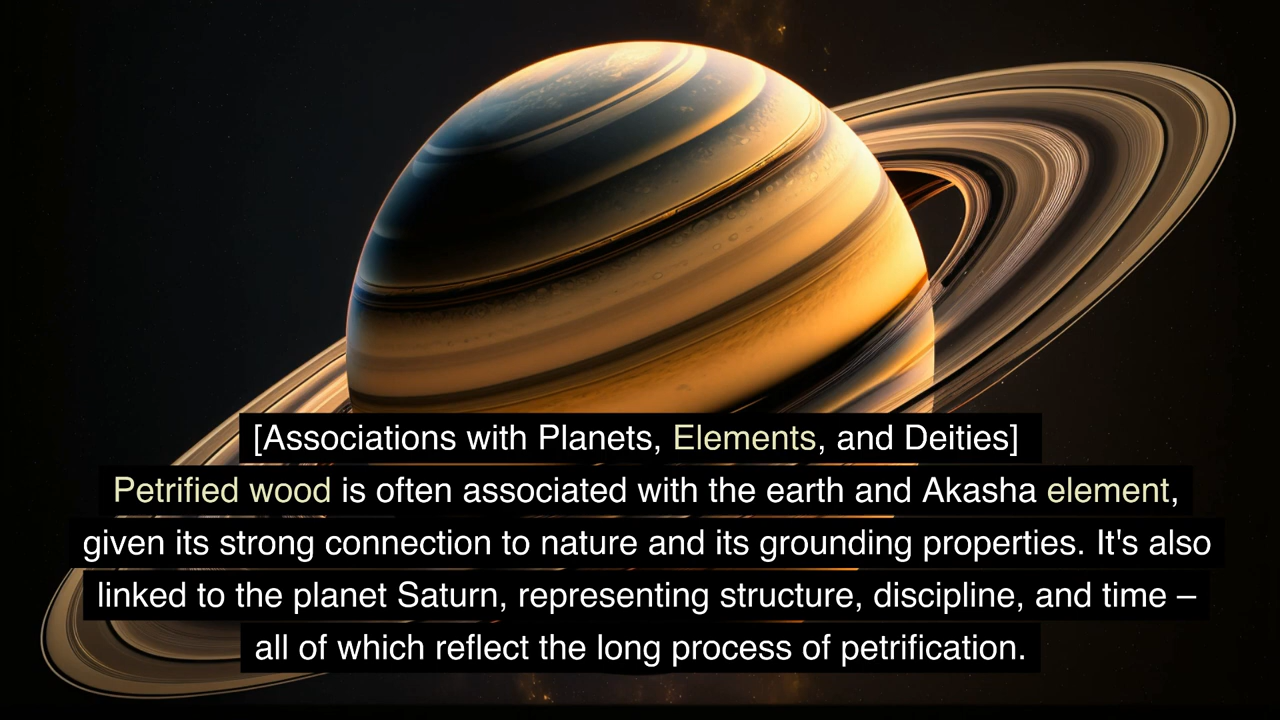 [Associations with Planets, Elements, and Deities]
Petrified wood is often associated with the earth and Akasha element,
given its strong connection to nature and its grounding properties. It's also
linked to the planet Saturn, representing structure, discipline, and time –
all of which reflect the long process of petrification.